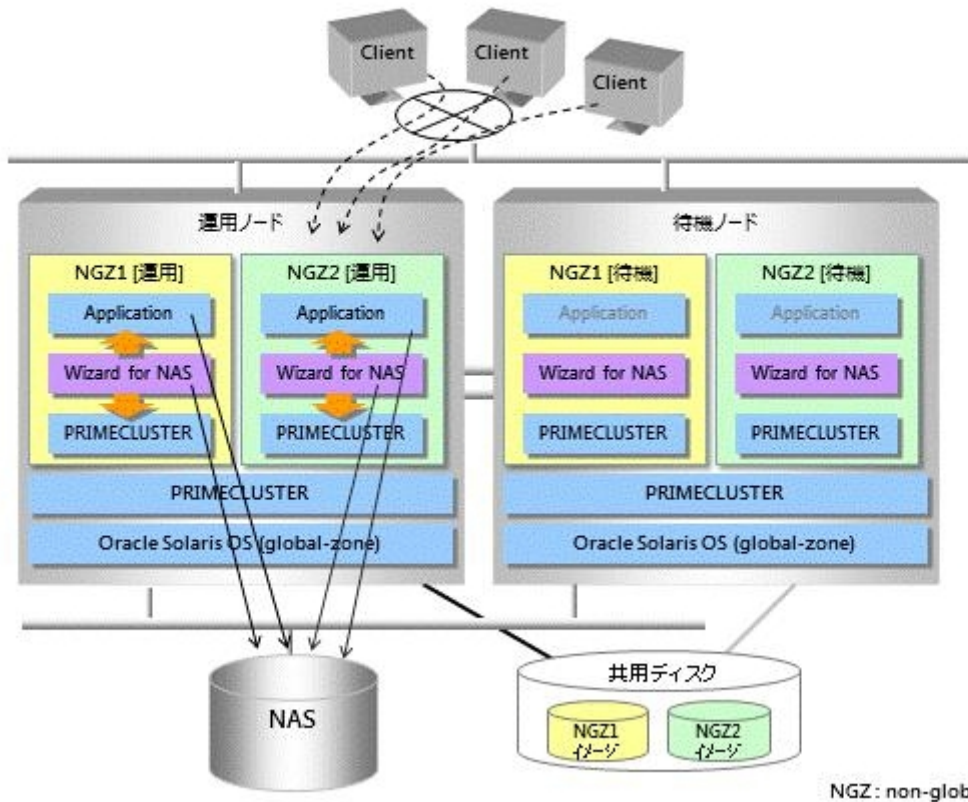 Client
Client
Client
運用ノード
待機ノード
NGZ1 [運用]
NGZ2 [運用]
NGZ1 [待機]
NGZ2 [待機]
Application
Application
Application
Application
Wizard for NAS
Wizard for NAS
Wizard for NAS
Wizard for NAS
PRIMECLUSTER
PRIMECLUSTER
PRIMECLUSTER
PRIMECLUSTER
PRIMECLUSTER
PRIMECLUSTER
Oracle Solaris OS (global-zone)
Oracle Solaris OS (global-zone)
NAS
共用ディスク
NGZ1
イメージ
NGZ2
イメージ
NGZ : non-glob